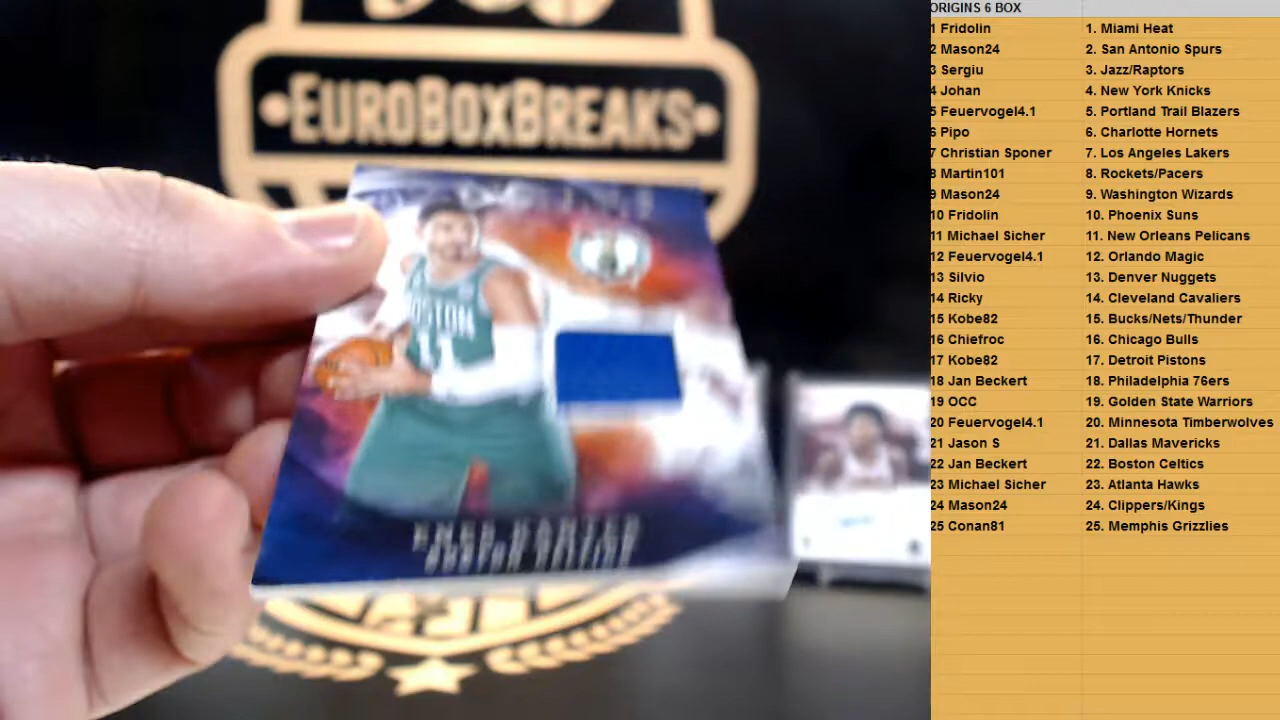 EUROBOXBREAKS
ORIGINS
BOSTON
11
ENES KANTER
BOSTON CELTICS
ORIGINS 6 BOX
1 Fridolin 1. Miami Heat
2 Mason24 2. San Antonio Spurs
3 Sergiu 3. Jazz/Raptors
4 Johan 4. New York Knicks
5 Feuervogel4.1 5. Portland Trail Blazers
6 Pipo 6. Charlotte Hornets
7 Christian Sponer 7. Los Angeles Lakers
8 Martin101 8. Rockets/Pacers
9 Mason24 9. Washington Wizards
10 Fridolin 10. Phoenix Suns
11 Michael Sicher 11. New Orleans Pelicans
12 Feuervogel4.1 12. Orlando Magic
13 Silvio 13. Denver Nuggets
14 Ricky 14. Cleveland Cavaliers
15 Kobe82 15. Bucks/Nets/Thunder
16 Chiefroc 16. Chicago Bulls
17 Kobe82 17. Detroit Pistons
18 Jan Beckert 18. Philadelphia 76ers
19 OCC 19. Golden State Warriors
20 Feuervogel4.1 20. Minnesota Timberwolves
21 Jason S 21. Dallas Mavericks
22 Jan Beckert 22. Boston Celtics
23 Michael Sicher 23. Atlanta Hawks
24 Mason24 24. Clippers/Kings
25 Conan81 25. Memphis Grizzlies